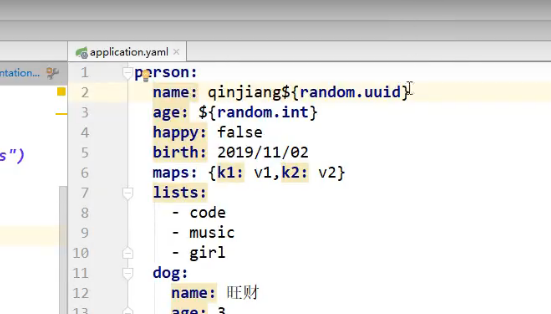 application.yaml
ntation...
s")
1 person:
2 name: qinjiang${random.uuid}
3 age: ${random.int}
4 happy: false
5 birth: 2019/11/02
6 maps: {k1: v1,k2: v2}
7 lists:
8 - code
9 - music
10 - girl
11 dog:
12 name: 旺财
13 age: 3